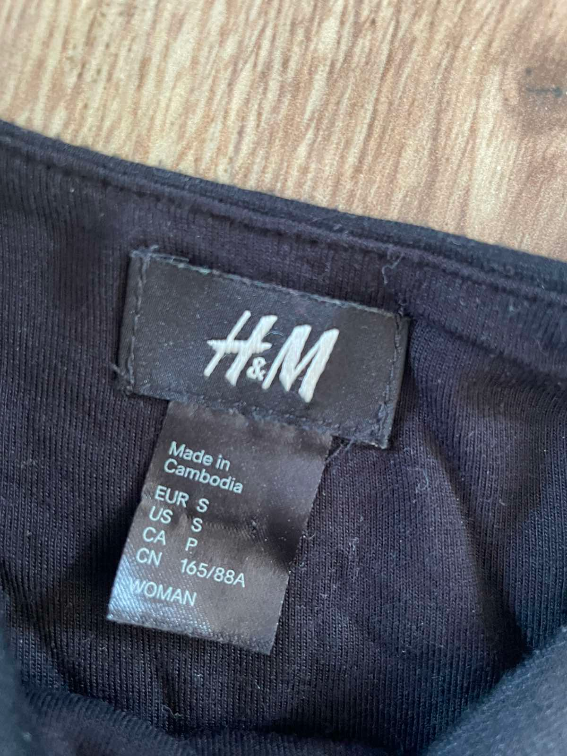 H&M
Made in
Cambodia
EUR S
US S
CA P
CN 165/88A
WOMAN